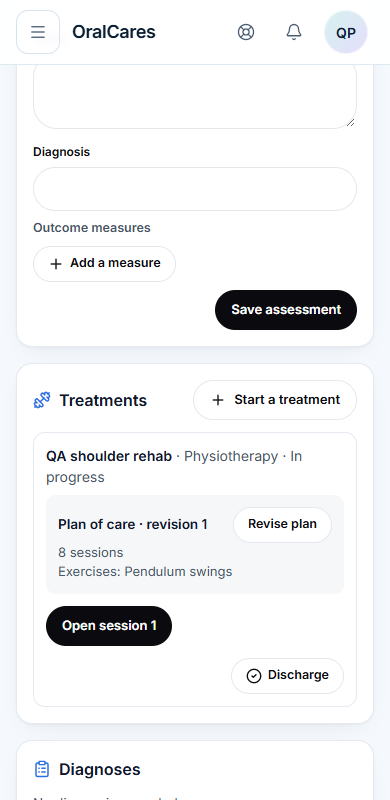 OralCares
QP
Diagnosis
Outcome measures
Add a measure
Save assessment
Treatments
Start a treatment
QA shoulder rehab · Physiotherapy · In
progress
Plan of care · revision 1
Revise plan
8 sessions
Exercises: Pendulum swings
Open session 1
Discharge
Diagnoses